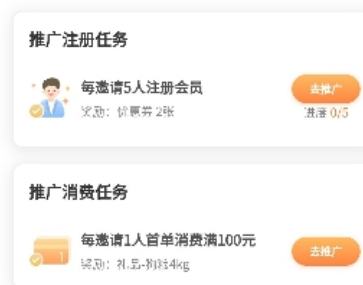 推广注册任务
每邀请5人注册会员
去推广
奖励：优惠券2张
进度 0/5
推广消费任务
每邀请1人首单消费满100元
去推广
奖励：礼品-狗粮4kg